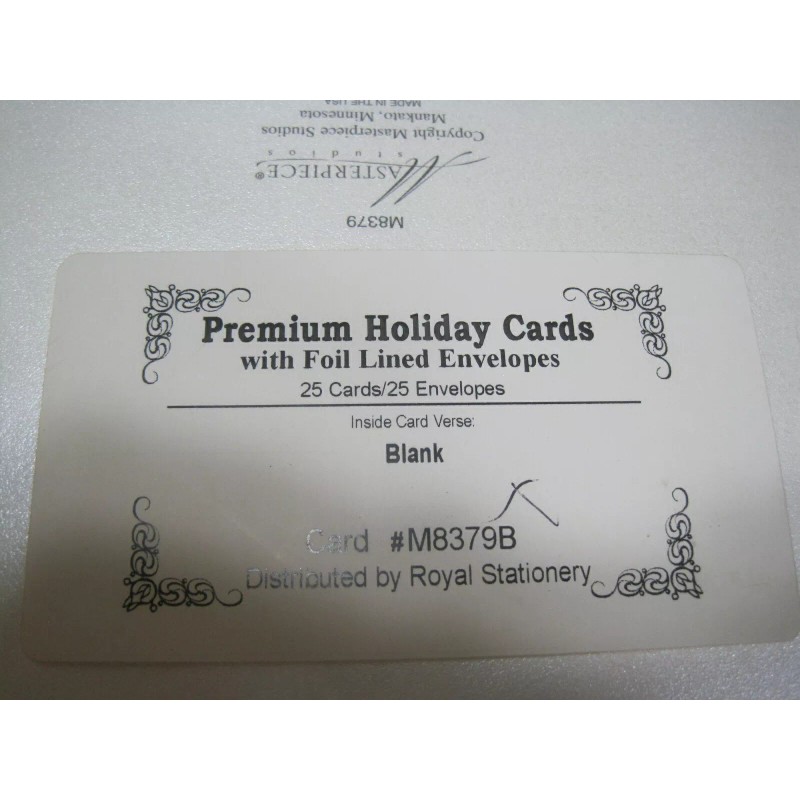 MADE IN THE USA
Mankato, Minnesota
Copyright Masterpiece Studios
studios
MASTERPIECE®
M8379
Premium Holiday Cards
with Foil Lined Envelopes
25 Cards/25 Envelopes
Inside Card Verse:
Blank
Card #M8379B
Distributed by Royal Stationery